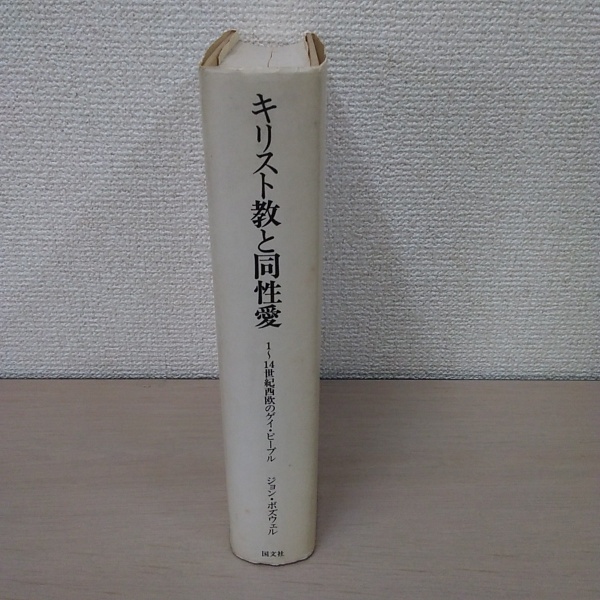 キリスト教と同性愛
1〜14世紀西欧のゲイ・ピープル
ジョン・ボズウェル
国文社